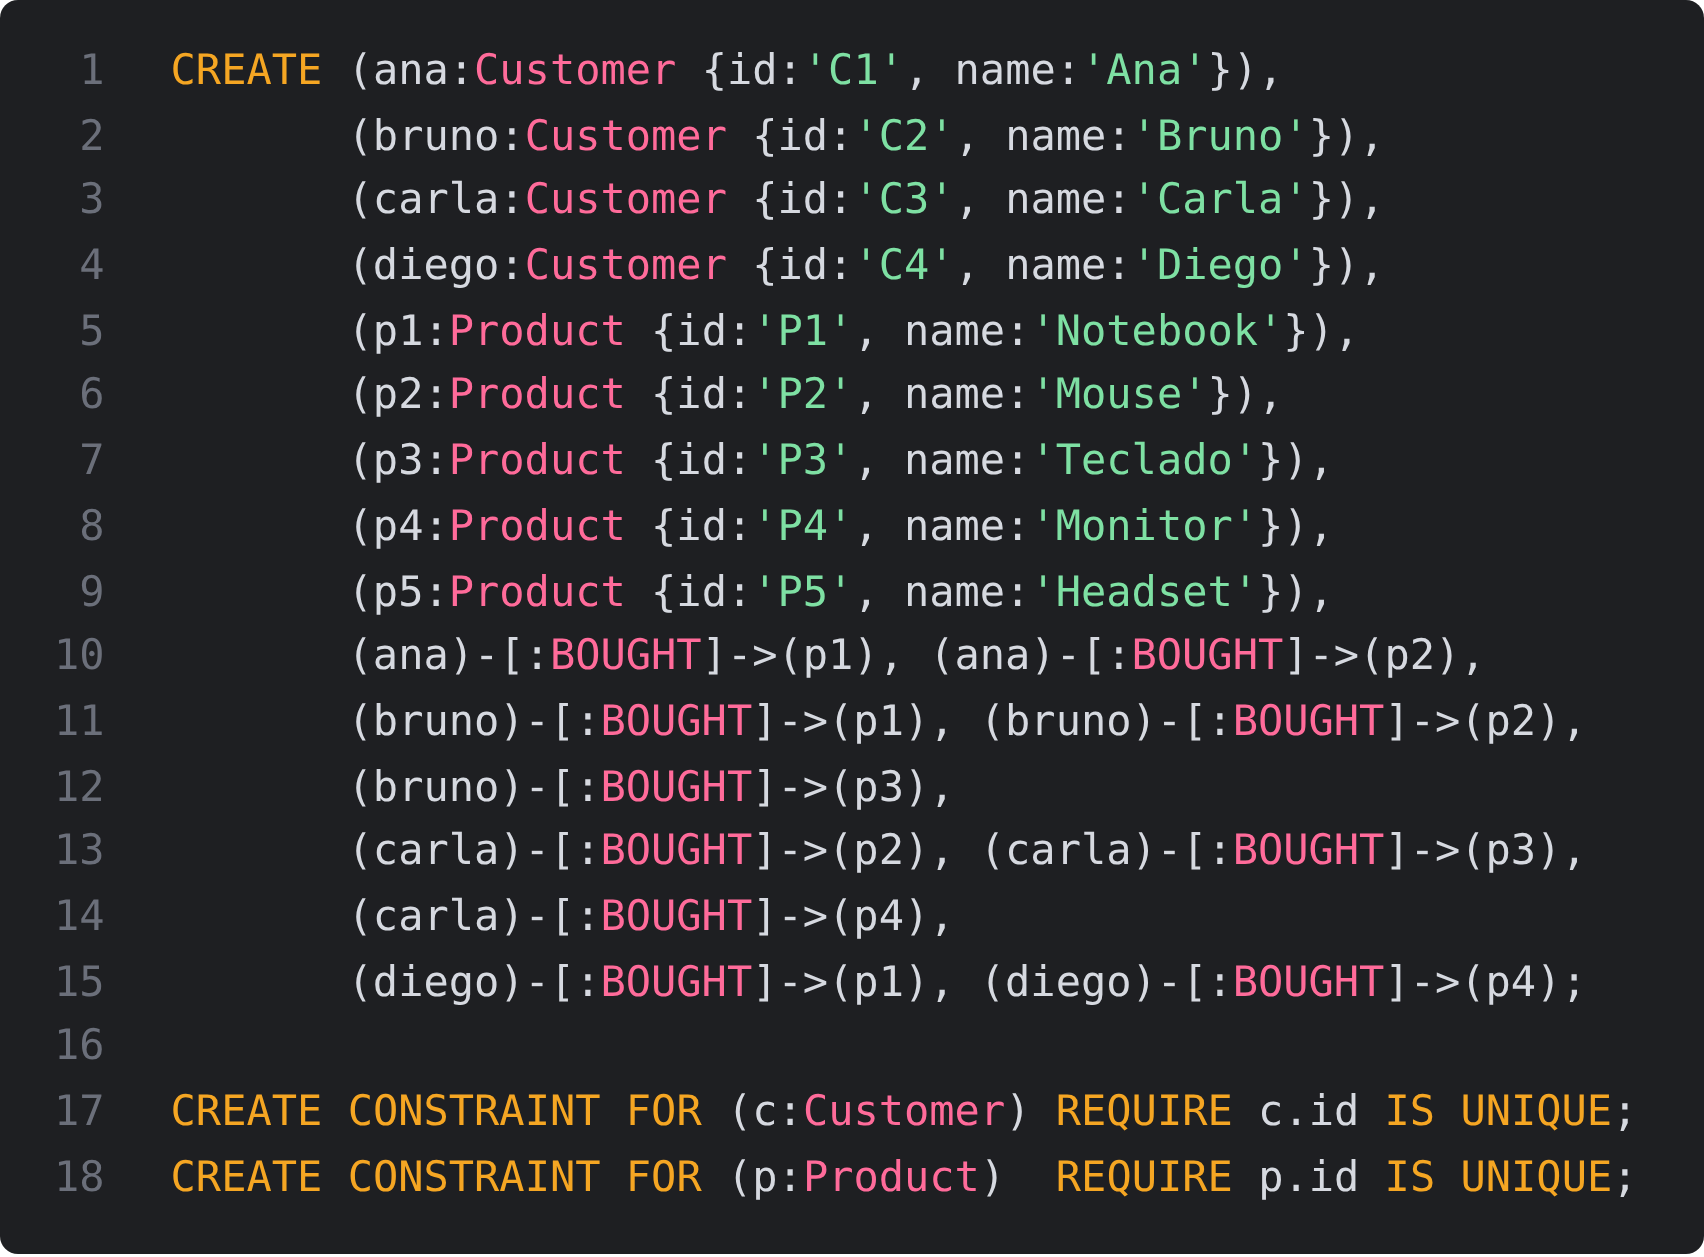 1 CREATE (ana:Customer {id:'C1', name:'Ana'}),
2 (bruno:Customer {id:'C2', name:'Bruno'}),
3 (carla:Customer {id:'C3', name:'Carla'}),
4 (diego:Customer {id:'C4', name:'Diego'}),
5 (p1:Product {id:'P1', name:'Notebook'}),
6 (p2:Product {id:'P2', name:'Mouse'}),
7 (p3:Product {id:'P3', name:'Teclado'}),
8 (p4:Product {id:'P4', name:'Monitor'}),
9 (p5:Product {id:'P5', name:'Headset'}),
10 (ana)-[:BOUGHT]->(p1), (ana)-[:BOUGHT]->(p2),
11 (bruno)-[:BOUGHT]->(p1), (bruno)-[:BOUGHT]->(p2),
12 (bruno)-[:BOUGHT]->(p3),
13 (carla)-[:BOUGHT]->(p2), (carla)-[:BOUGHT]->(p3),
14 (carla)-[:BOUGHT]->(p4),
15 (diego)-[:BOUGHT]->(p1), (diego)-[:BOUGHT]->(p4);
16
17 CREATE CONSTRAINT FOR (c:Customer) REQUIRE c.id IS UNIQUE;
18 CREATE CONSTRAINT FOR (p:Product)  REQUIRE p.id IS UNIQUE;